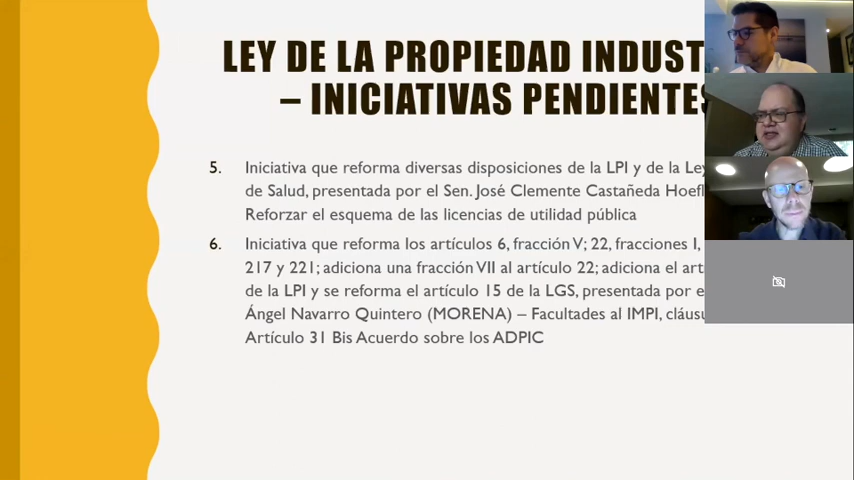 LEY DE LA PROPIEDAD INDUST
– INICIATIVAS PENDIENTES
5. Iniciativa que reforma diversas disposiciones de la LPI y de la Ley
de Salud, presentada por el Sen. José Clemente Castañeda Hoefl
Reforzar el esquema de las licencias de utilidad pública
6. Iniciativa que reforma los artículos 6, fracción V; 22, fracciones I,
217 y 221; adiciona una fracción VII al artículo 22; adiciona el art
de la LPI y se reforma el artículo 15 de la LGS, presentada por e
Ángel Navarro Quintero (MORENA) – Facultades al IMPI, cláusu
Artículo 31 Bis Acuerdo sobre los ADPIC